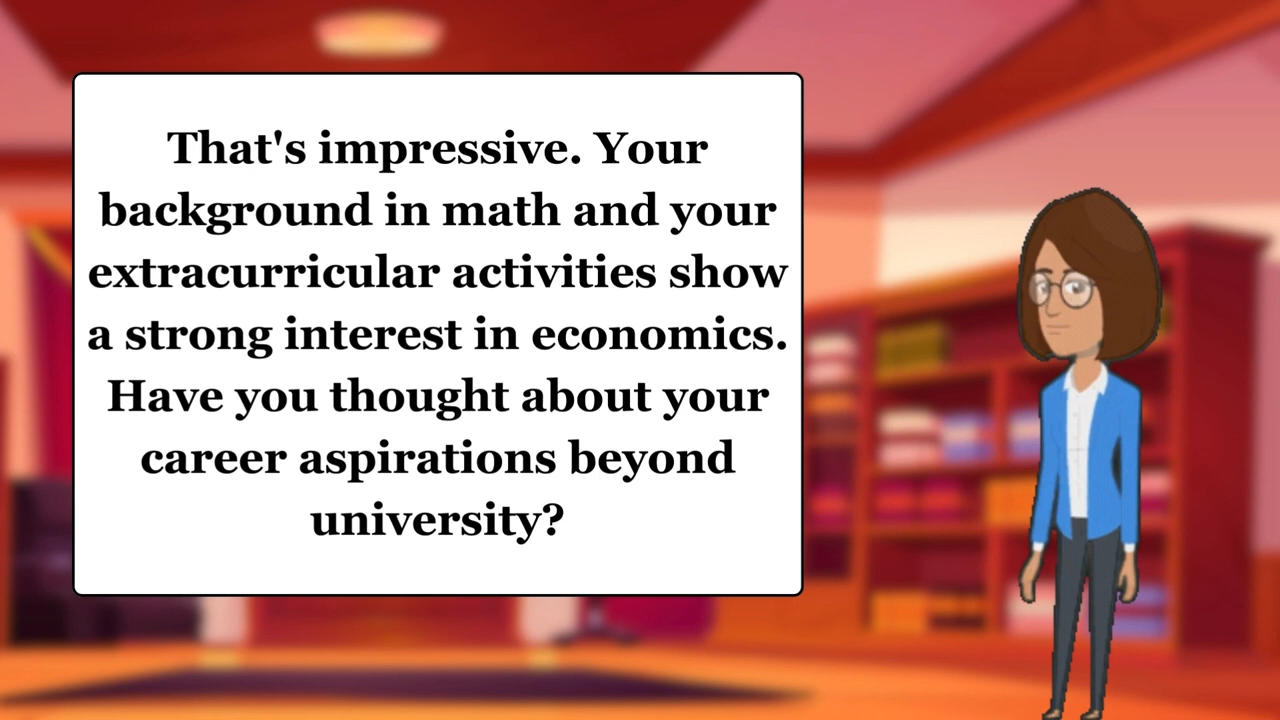 That's impressive. Your
background in math and your
extracurricular activities show
a strong interest in economics.
Have you thought about your
career aspirations beyond
university?